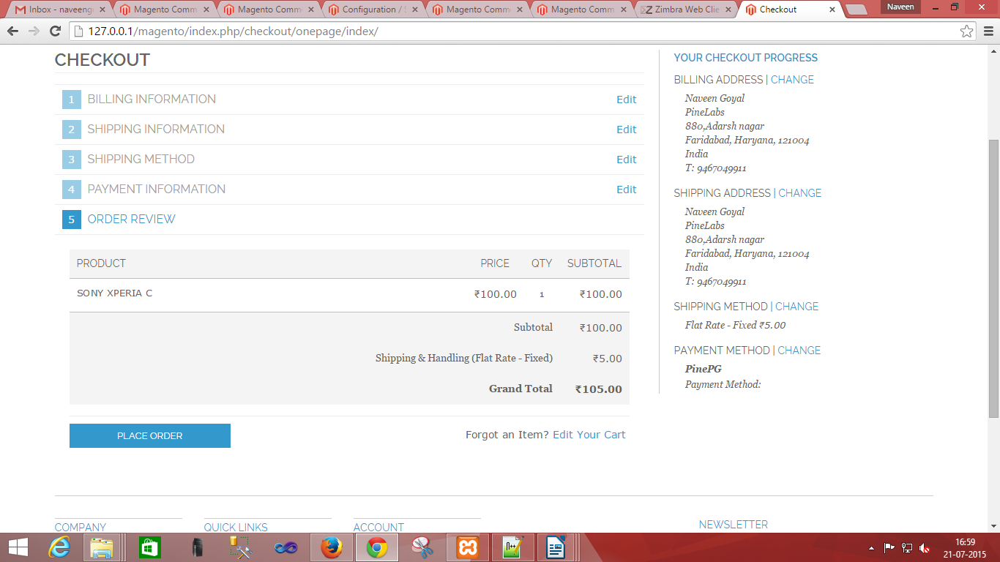 Inbox - naveengo
Magento Comm
Magento Comm
Configuration / S
Magento Comm
Magento Comm
Zimbra Web Clie
Checkout
Naveen
127.0.0.1/magento/index.php/checkout/onepage/index/
CHECKOUT
1 BILLING INFORMATION Edit
2 SHIPPING INFORMATION Edit
3 SHIPPING METHOD Edit
4 PAYMENT INFORMATION Edit
5 ORDER REVIEW
PRODUCT PRICE QTY SUBTOTAL
SONY XPERIA C ₹100.00 1 ₹100.00
Subtotal ₹100.00
Shipping & Handling (Flat Rate - Fixed) ₹5.00
Grand Total ₹105.00
PLACE ORDER
Forgot an Item? Edit Your Cart
YOUR CHECKOUT PROGRESS
BILLING ADDRESS | CHANGE
Naveen Goyal
PineLabs
880,Adarsh nagar
Faridabad, Haryana, 121004
India
T: 9467049911
SHIPPING ADDRESS | CHANGE
Naveen Goyal
PineLabs
880,Adarsh nagar
Faridabad, Haryana, 121004
India
T: 9467049911
SHIPPING METHOD | CHANGE
Flat Rate - Fixed ₹5.00
PAYMENT METHOD | CHANGE
PinePG
Payment Method:
COMPANY
QUICK LINKS
ACCOUNT
NEWSLETTER
16:59
21-07-2015